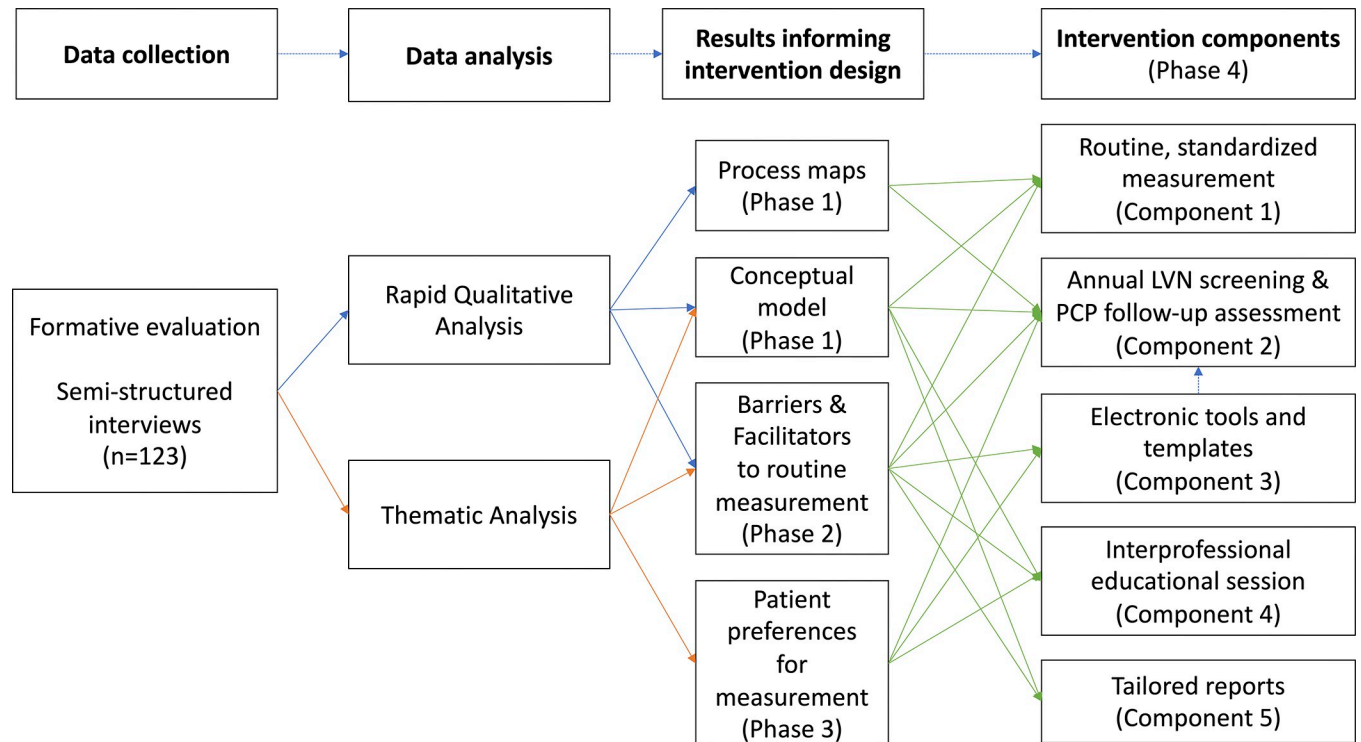 Data collection
Data analysis
Results informing
intervention design
Intervention components
(Phase 4)
Formative evaluation
Semi-structured
interviews
(n=123)
Rapid Qualitative
Analysis
Thematic Analysis
Process maps
(Phase 1)
Conceptual
model
(Phase 1)
Barriers &
Facilitators
to routine
measurement
(Phase 2)
Patient
preferences
for
measurement
(Phase 3)
Routine, standardized
measurement
(Component 1)
Annual LVN screening &
PCP follow-up assessment
(Component 2)
Electronic tools and
templates
(Component 3)
Interprofessional
educational session
(Component 4)
Tailored reports
(Component 5)